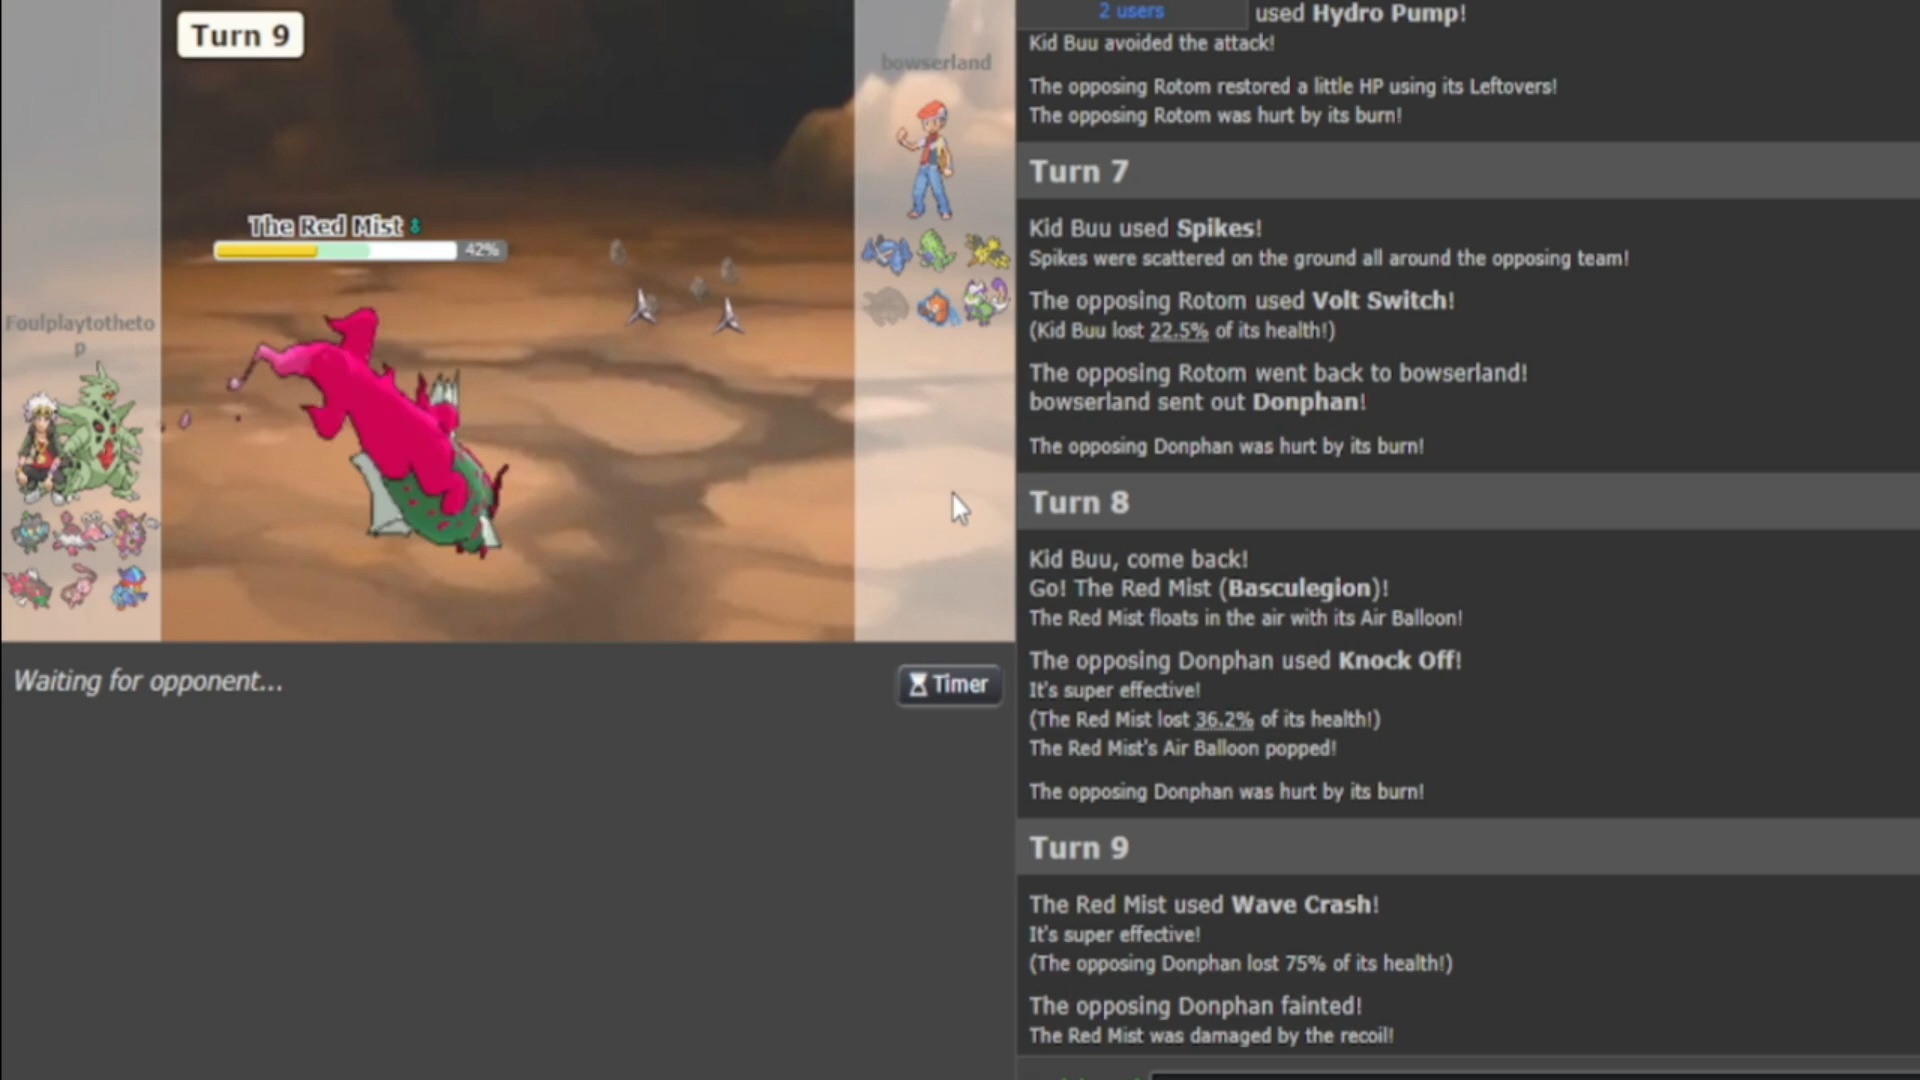 Turn 9
bowserland
The Red Mist
42%
Foulplaytotheto
p
Waiting for opponent...
Timer
2 users
used Hydro Pump!
Kid Buu avoided the attack!
The opposing Rotom restored a little HP using its Leftovers!
The opposing Rotom was hurt by its burn!
Turn 7
Kid Buu used Spikes!
Spikes were scattered on the ground all around the opposing team!
The opposing Rotom used Volt Switch!
(Kid Buu lost 22.5% of its health!)
The opposing Rotom went back to bowserland!
bowserland sent out Donphan!
The opposing Donphan was hurt by its burn!
Turn 8
Kid Buu, come back!
Go! The Red Mist (Basculegion)!
The Red Mist floats in the air with its Air Balloon!
The opposing Donphan used Knock Off!
It's super effective!
(The Red Mist lost 36.2% of its health!)
The Red Mist's Air Balloon popped!
The opposing Donphan was hurt by its burn!
Turn 9
The Red Mist used Wave Crash!
It's super effective!
(The opposing Donphan lost 75% of its health!)
The opposing Donphan fainted!
The Red Mist was damaged by the recoil!